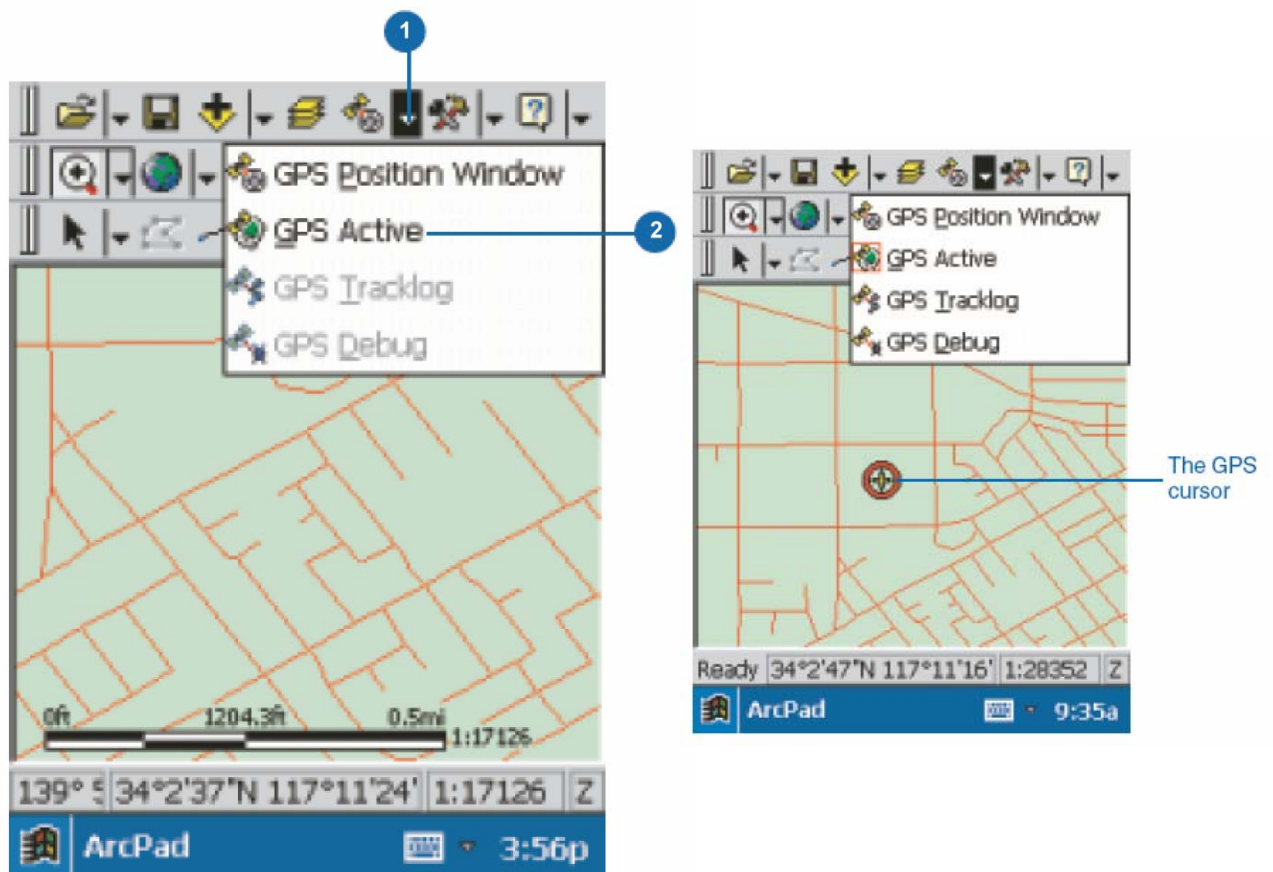 1
GPS Position Window
GPS Active
2
GPS Tracklog
GPS Debug
0ft 1204.3ft 0.5mi
1:17126
139° 34°2'37"N 117°11'24' 1:17126 Z
ArcPad 3:56p
GPS Position Window
GPS Active
GPS Tracklog
GPS Debug
The GPS
cursor
Ready 34°2'47"N 117°11'16' 1:28352 Z
ArcPad 9:35a